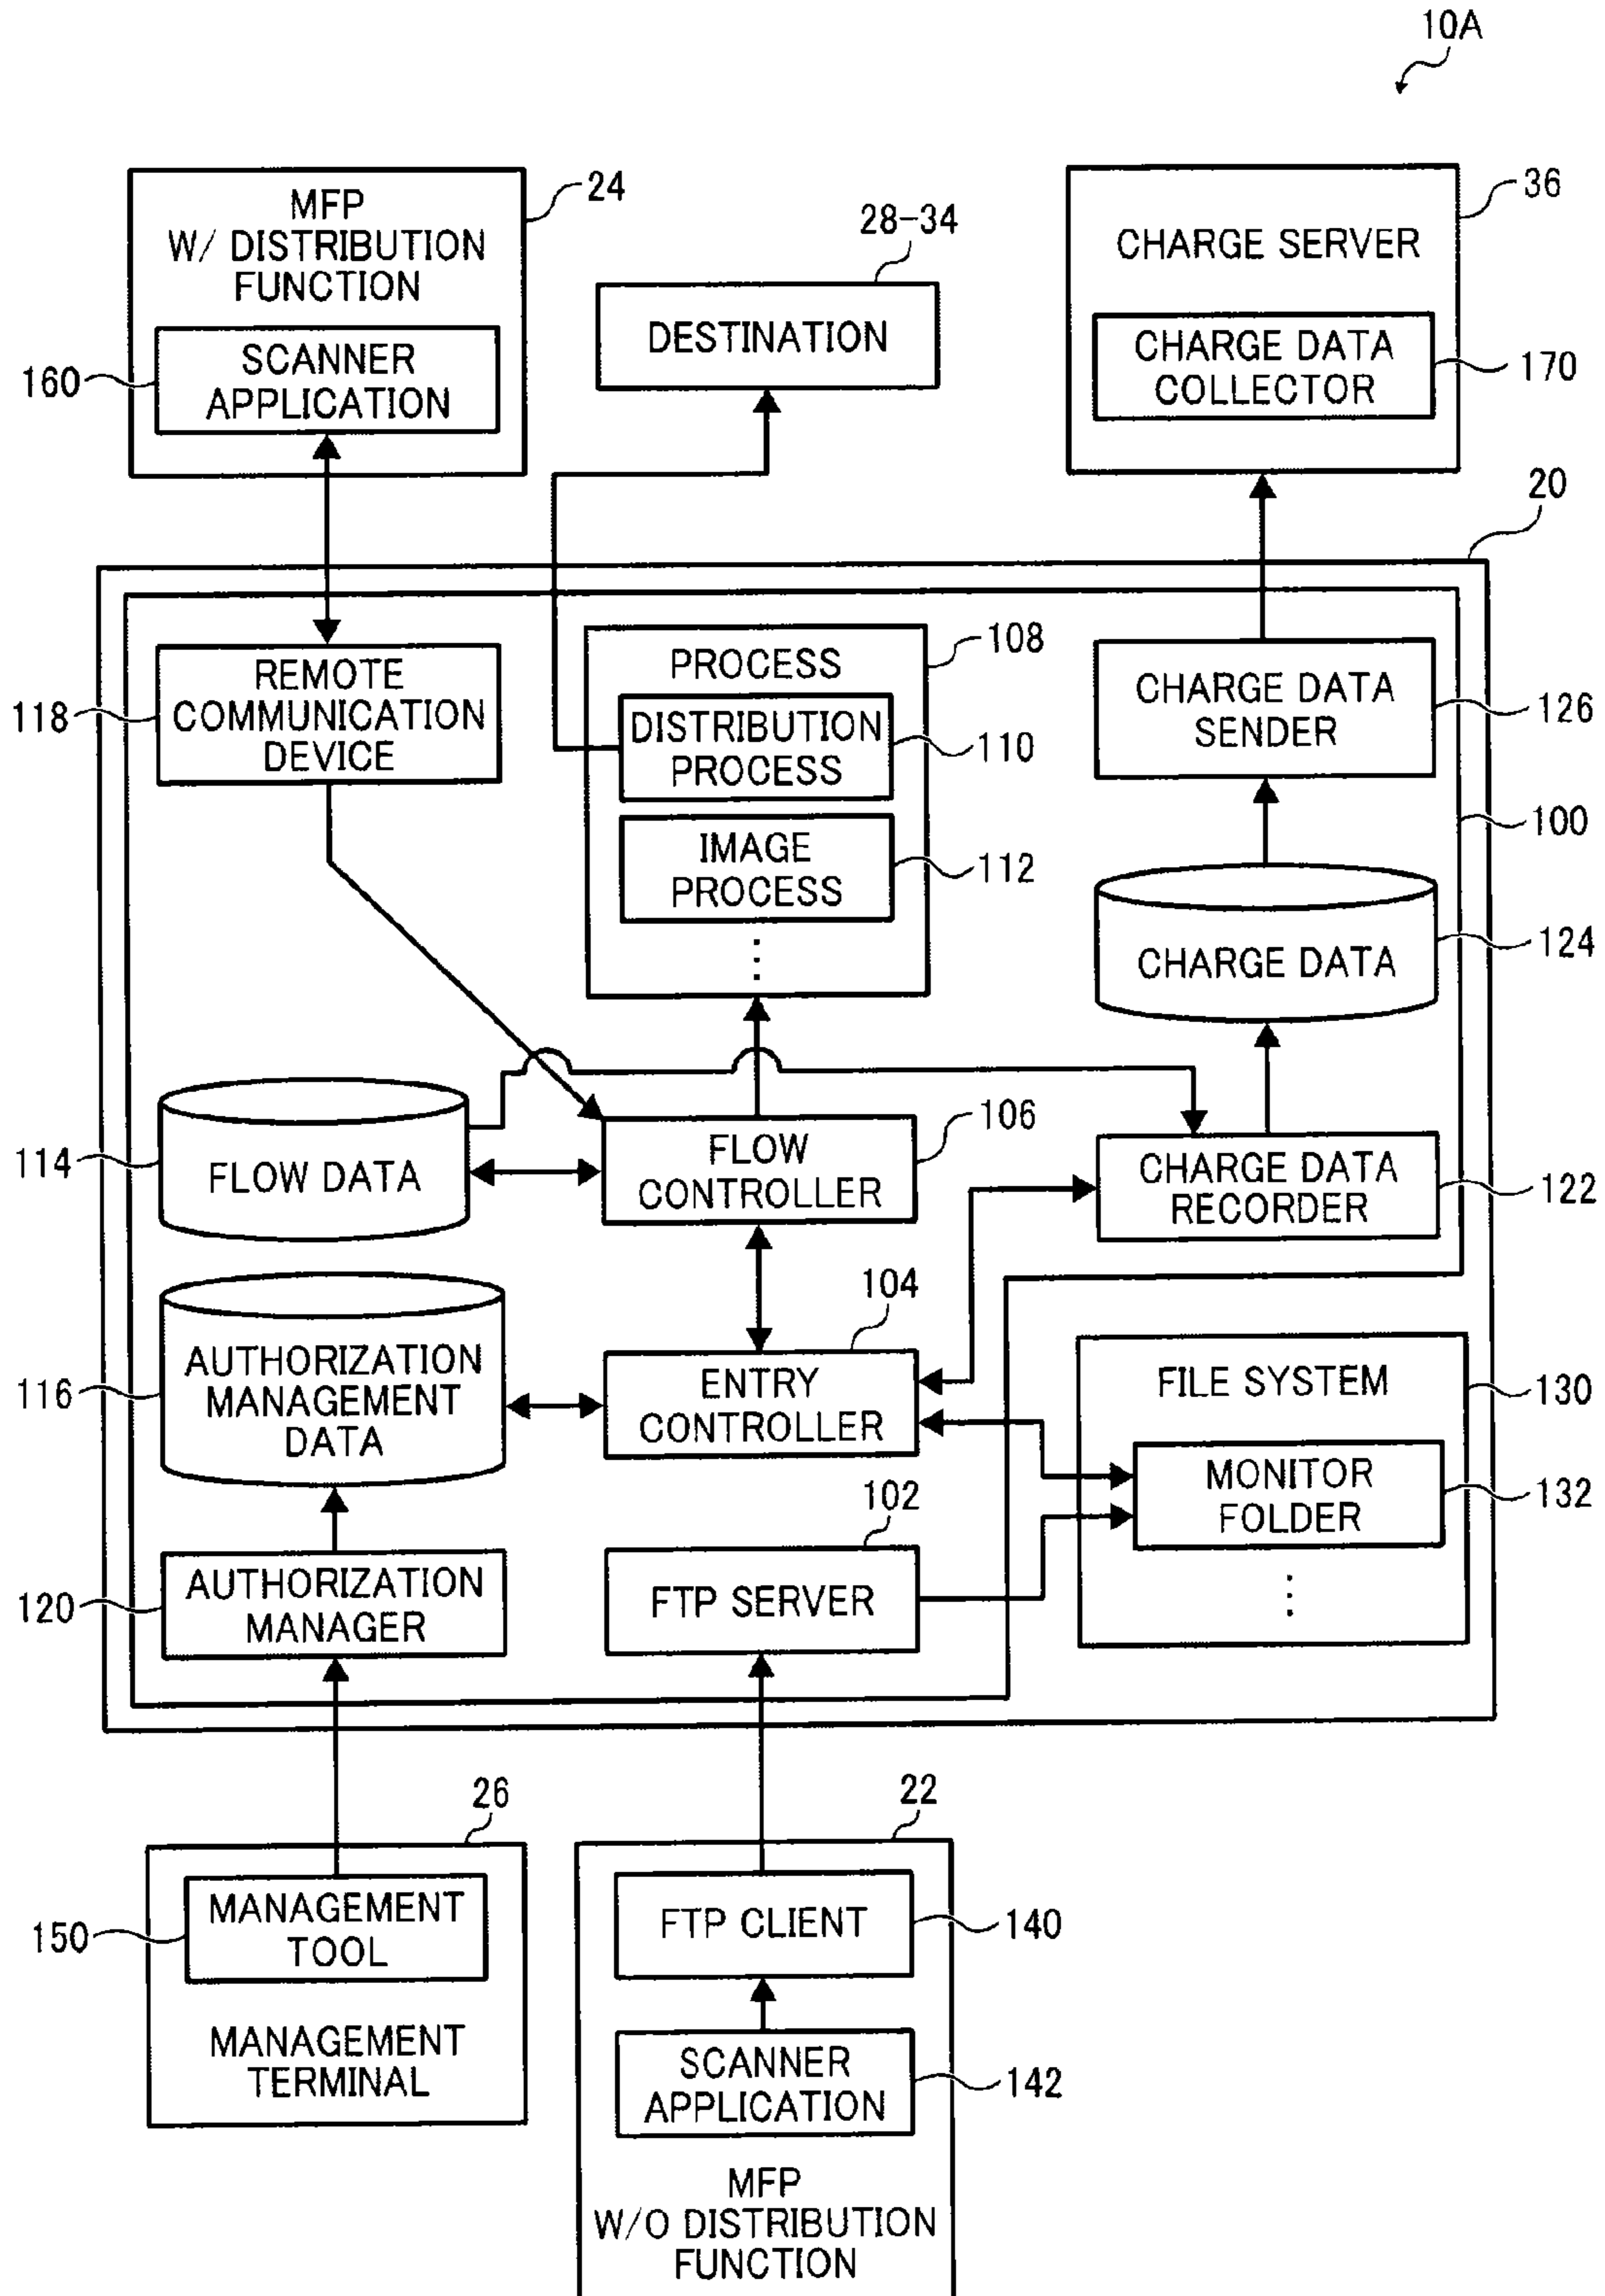 10A
MFP
W/ DISTRIBUTION
FUNCTION
24
SCANNER
APPLICATION
160
28-34
DESTINATION
36
CHARGE SERVER
CHARGE DATA
COLLECTOR
170
20
REMOTE
COMMUNICATION
DEVICE
118
PROCESS
108
DISTRIBUTION
PROCESS
110
IMAGE
PROCESS
112
CHARGE DATA
SENDER
126
100
CHARGE DATA
124
FLOW DATA
114
FLOW
CONTROLLER
106
CHARGE DATA
RECORDER
122
AUTHORIZATION
MANAGEMENT
DATA
116
104
ENTRY
CONTROLLER
FILE SYSTEM
130
MONITOR
FOLDER
132
AUTHORIZATION
MANAGER
120
102
FTP SERVER
26
MANAGEMENT
TOOL
150
MANAGEMENT
TERMINAL
22
FTP CLIENT
140
SCANNER
APPLICATION
142
MFP
W/O DISTRIBUTION
FUNCTION